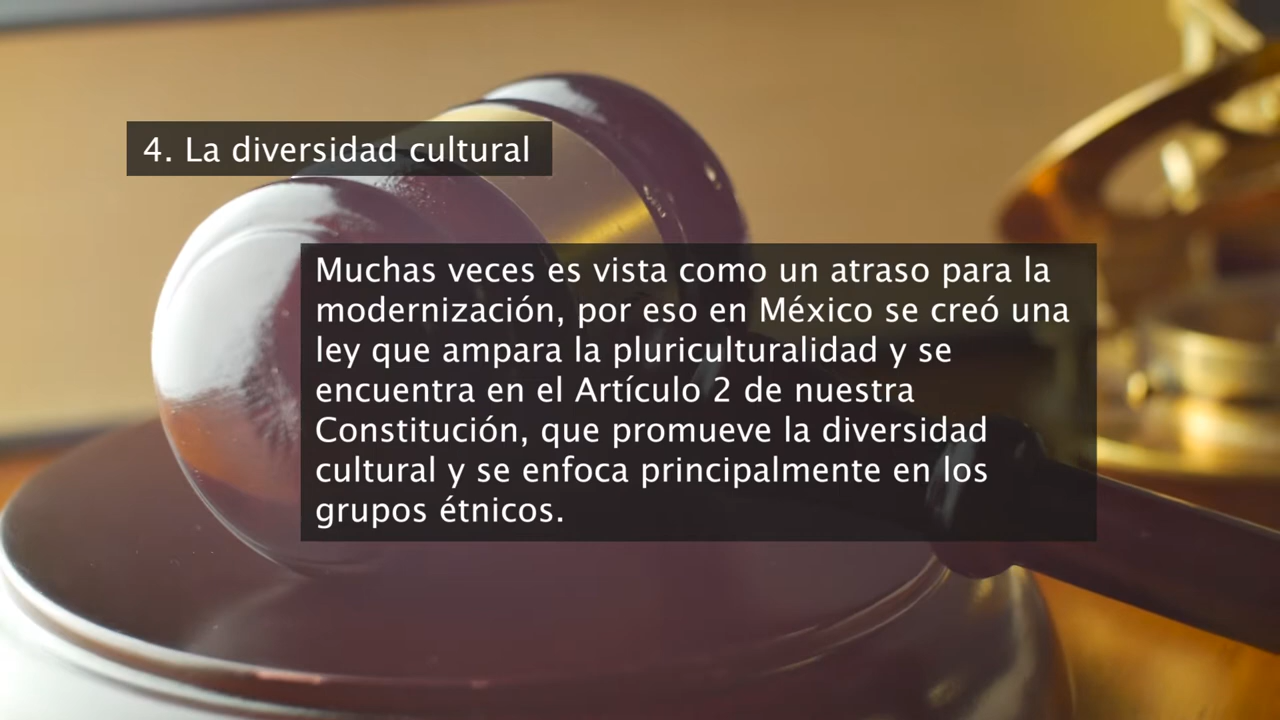 4. La diversidad cultural
Muchas veces es vista como un atraso para la
modernización, por eso en México se creó una
ley que ampara la pluriculturalidad y se
encuentra en el Artículo 2 de nuestra
Constitución, que promueve la diversidad
cultural y se enfoca principalmente en los
grupos étnicos.